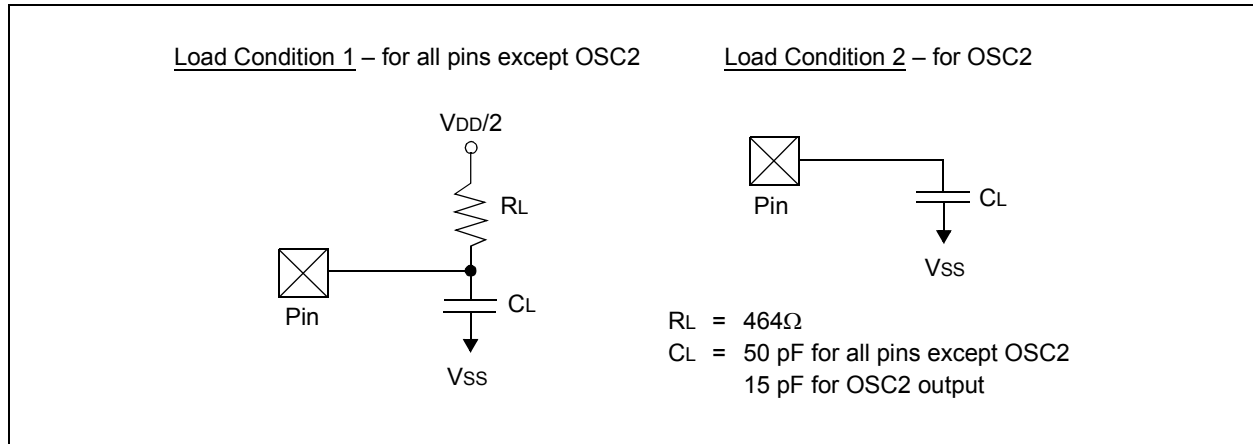 Load Condition 1 – for all pins except OSC2
Load Condition 2 – for OSC2
VDD/2
RL
Pin
CL
VSS
Pin
CL
VSS
RL = 464Ω
CL = 50 pF for all pins except OSC2
15 pF for OSC2 output